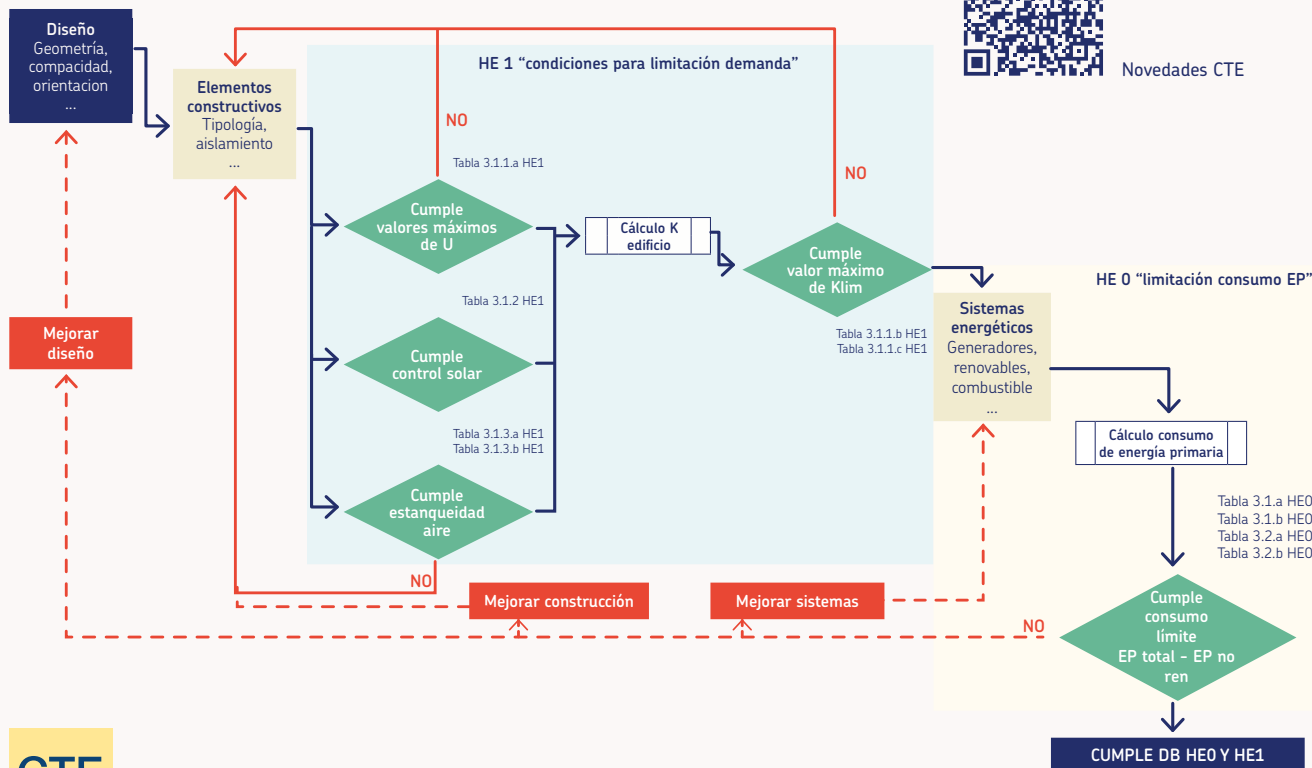 Diseño
Geometría,
compacidad,
orientacion
...
Elementos
constructivos
Tipología,
aislamiento
...
HE 1 “condiciones para limitación demanda”
Novedades CTE
NO
Tabla 3.1.1.a HE1
Cumple
valores máximos
de U
Cálculo K
edificio
NO
Cumple
valor máximo
de Klim
Tabla 3.1.1.b HE1
Tabla 3.1.1.c HE1
Tabla 3.1.2 HE1
Cumple
control solar
Tabla 3.1.3.a HE1
Tabla 3.1.3.b HE1
Cumple
estanqueidad
aire
NO
Mejorar
diseño
HE 0 “limitación consumo EP”
Sistemas
energéticos
Generadores,
renovables,
combustible
...
Cálculo consumo
de energía primaria
Tabla 3.1.a HE0
Tabla 3.1.b HE0
Tabla 3.2.a HE0
Tabla 3.2.b HE0
Mejorar construcción
Mejorar sistemas
NO
Cumple
consumo
límite
EP total - EP no
ren
CUMPLE DB HE0 Y HE1
CTE